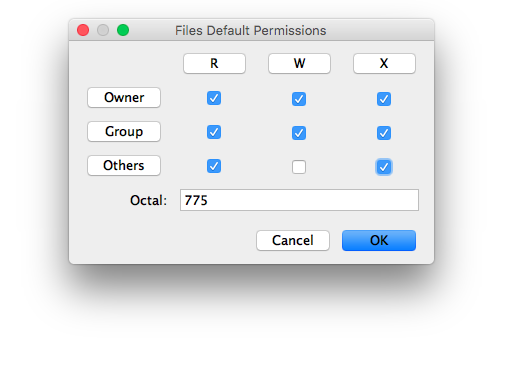 Files Default Permissions
R W X
Owner
Group
Others
Octal: 775
Cancel OK